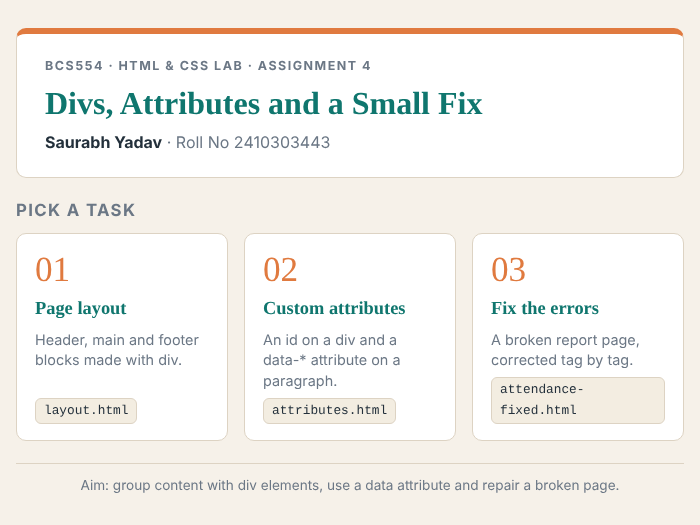 BCS554 · HTML & CSS LAB · ASSIGNMENT 4
Divs, Attributes and a Small Fix
Saurabh Yadav · Roll No 2410303443
PICK A TASK
01
Page layout
Header, main and footer
blocks made with div.
layout.html
02
Custom attributes
An id on a div and a
data-* attribute on a
paragraph.
attributes.html
03
Fix the errors
A broken report page,
corrected tag by tag.
attendance-
fixed.html
Aim: group content with div elements, use a data attribute and repair a broken page.